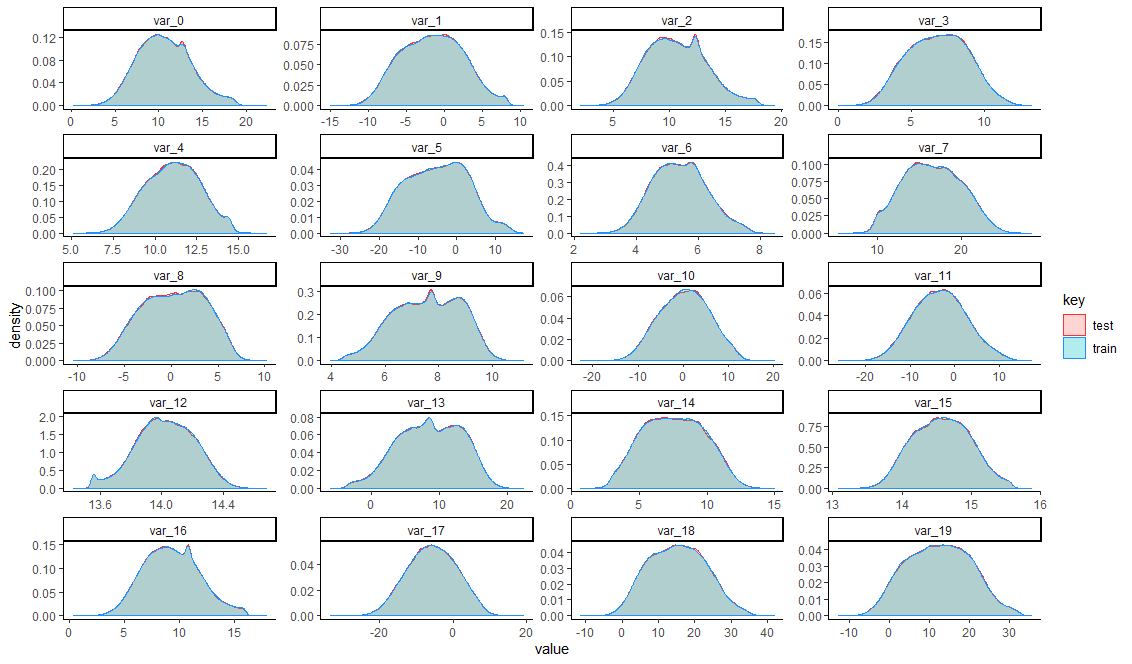 var_0 var_1 var_2 var_3
0.12 0.08 0.04 0.00
0.075 0.050 0.025 0.000
0.15 0.10 0.05 0.00
0.15 0.10 0.05 0.00
0 5 10 15 20
-15 -10 -5 0 5 10
5 10 15 20
0 5 10
var_4 var_5 var_6 var_7
0.20 0.15 0.10 0.05 0.00
0.04 0.03 0.02 0.01 0.00
0.4 0.3 0.2 0.1 0.0
0.100 0.075 0.050 0.025 0.000
5.0 7.5 10.0 12.5 15.0
-30 -20 -10 0 10
2 4 6 8
10 20
var_8 var_9 var_10 var_11
0.100 0.075 0.050 0.025 0.000
0.3 0.2 0.1 0.0
0.06 0.04 0.02 0.00
0.06 0.04 0.02 0.00
-10 -5 0 5 10
4 6 8 10
-20 -10 0 10 20
-20 -10 0 10
density
key
test
train
var_12 var_13 var_14 var_15
2.0 1.5 1.0 0.5 0.0
0.08 0.06 0.04 0.02 0.00
0.15 0.10 0.05 0.00
0.75 0.50 0.25 0.00
13.6 14.0 14.4
0 10 20
0 5 10 15
13 14 15 16
var_16 var_17 var_18 var_19
0.15 0.10 0.05 0.00
0.04 0.02 0.00
0.04 0.03 0.02 0.01 0.00
0.04 0.03 0.02 0.01 0.00
0 5 10 15
-20 0 20
-10 0 10 20 30 40
-10 0 10 20 30
value